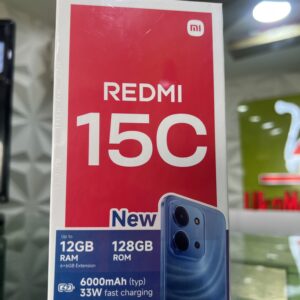 mi
REDMI
15C
New
Up to
12GB 128GB
RAM ROM
6+6GB Extension
6000mAh (typ)
33W fast charging